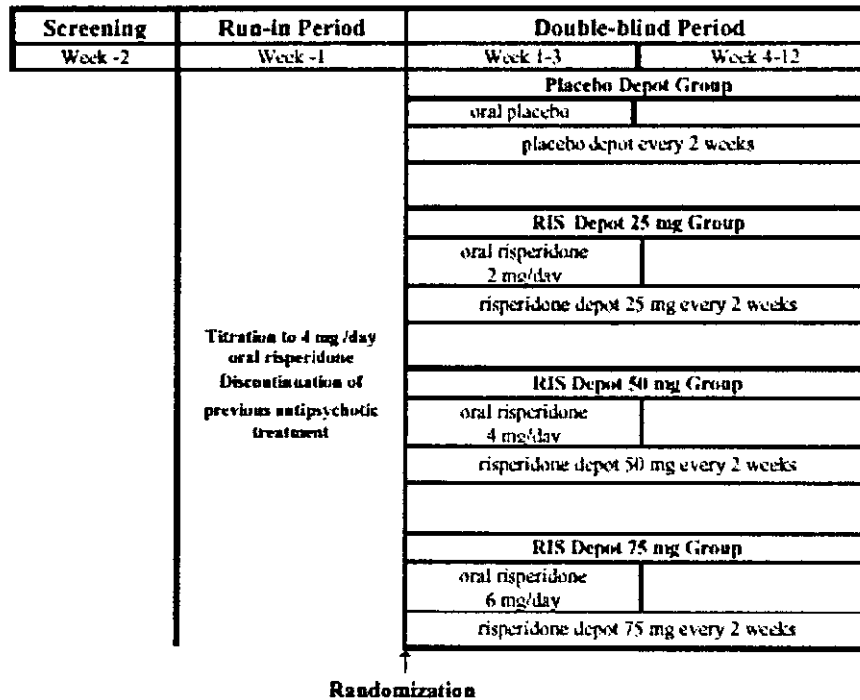 Screening Run-in Period Double-blind Period
Week -2 Week -1 Week 1-3 Week 4-12
Placebo Depot Group
oral placebo
placebo depot every 2 weeks
RIS Depot 25 mg Group
oral risperidone
2 mg/day
risperidone depot 25 mg every 2 weeks
Titration to 4 mg /day
oral risperidone
Discontinuation of
previous antipsychotic
treatment
RIS Depot 50 mg Group
oral risperidone
4 mg/day
risperidone depot 50 mg every 2 weeks
RIS Depot 75 mg Group
oral risperidone
6 mg/day
risperidone depot 75 mg every 2 weeks
Randomization